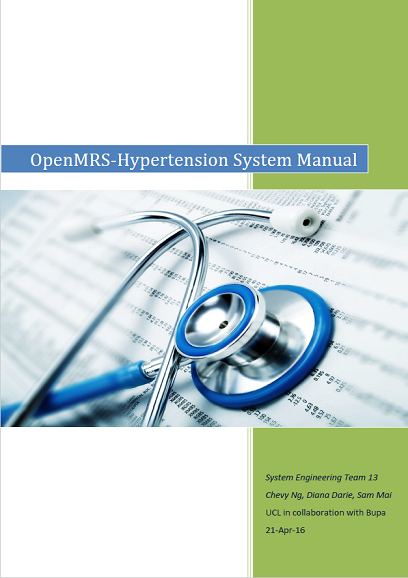 OpenMRS-Hypertension System Manual
System Engineering Team 13
Chevy Ng, Diana Darie, Sam Mai
UCL in collaboration with Bupa
21-Apr-16